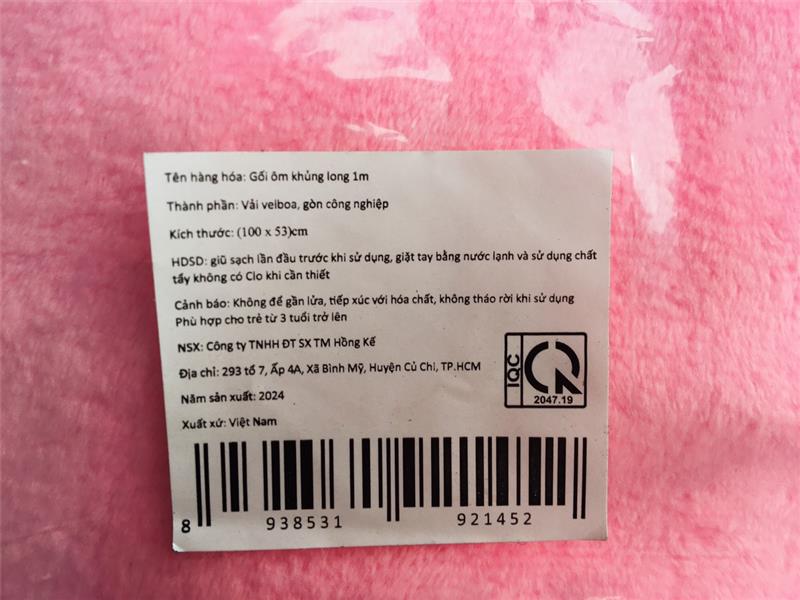 Tên hàng hóa: Gối ôm khủng long 1m
Thành phần: Vải velboa, gòn công nghiệp
Kích thước: (100 x 53)cm
HDSD: giũ sạch lần đầu trước khi sử dụng, giặt tay bằng nước lạnh và sử dụng chất
tẩy không có Clo khi cần thiết
Cảnh báo: Không để gần lửa, tiếp xúc với hóa chất, không tháo rời khi sử dụng
Phù hợp cho trẻ từ 3 tuổi trở lên
NSX: Công ty TNHH ĐT SX TM Hồng Kế
Địa chỉ: 293 tổ 7, Ấp 4A, Xã Bình Mỹ, Huyện Củ Chi, TP.HCM
Năm sản xuất: 2024
Xuất xứ: Việt Nam
IQC
2047.19
8 938531 921452